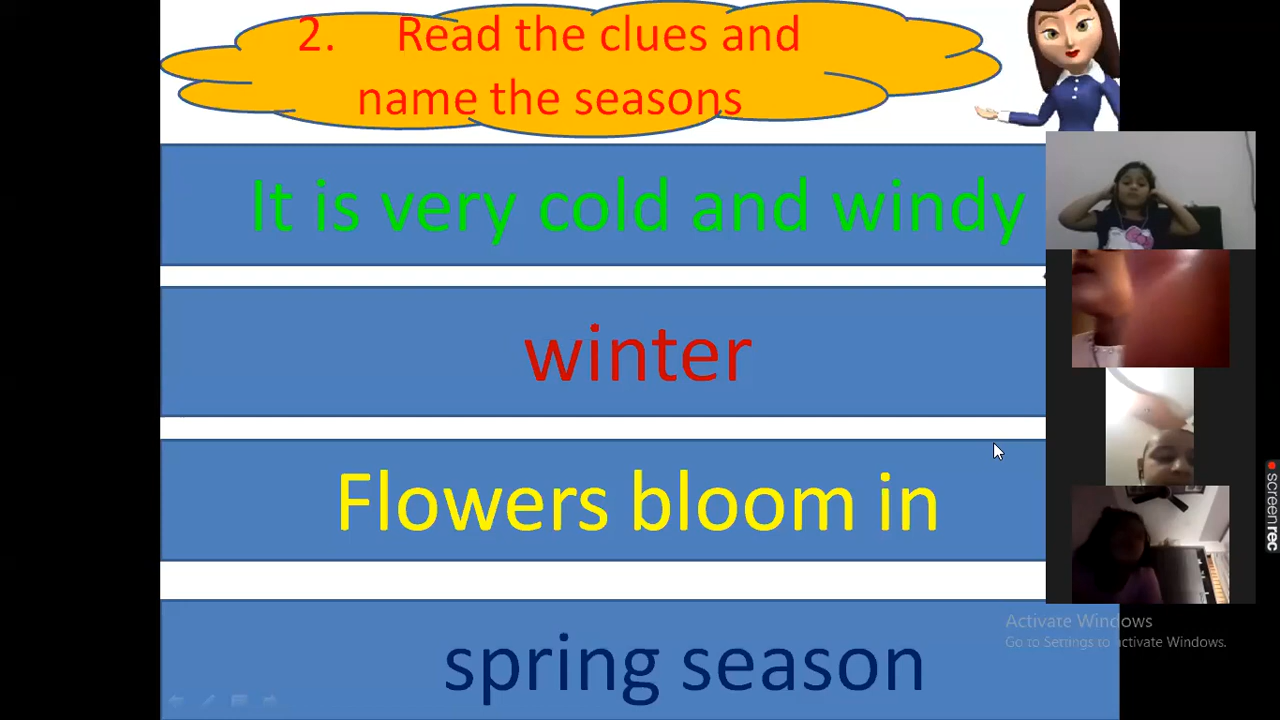 2. Read the clues and
name the seasons
It is very cold and windy
winter
Flowers bloom in
spring season
Activate Windows
Go to Settings to activate Windows.
screenrec